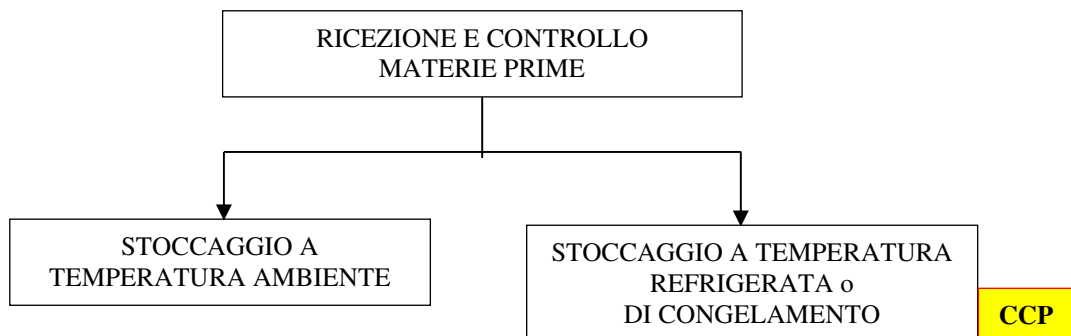 RICEZIONE E CONTROLLO
MATERIE PRIME
STOCCAGGIO A
TEMPERATURA AMBIENTE
STOCCAGGIO A TEMPERATURA
REFRIGERATA o
DI CONGELAMENTO
CCP